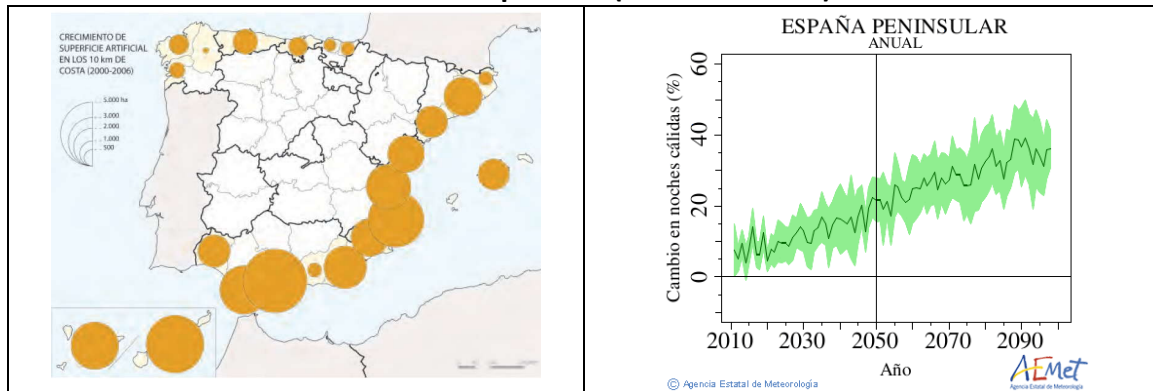 CRECIMIENTO DE
SUPERFICIE ARTIFICIAL
EN LOS 10 km DE
COSTA (2000-2006)
5.000 ha
3.000
2.000
1.000
500
ESPAÑA PENINSULAR
ANUAL
Cambio en noches cálidas (%)
60
40
20
0
2010 2030 2050 2070 2090
Año
AEMet
Agencia Estatal de Meteorología
© Agencia Estatal de Meteorología